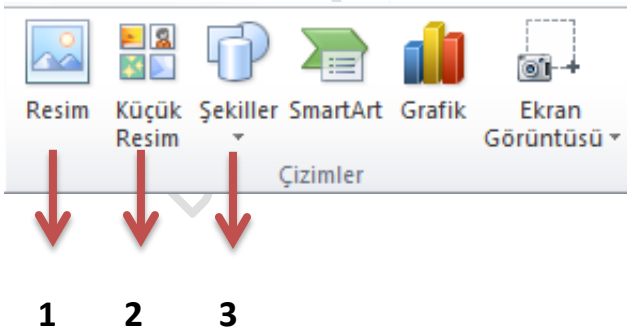 Resim Küçük Resim Şekiller SmartArt Grafik Ekran Görüntüsü
Çizimler
1 2 3